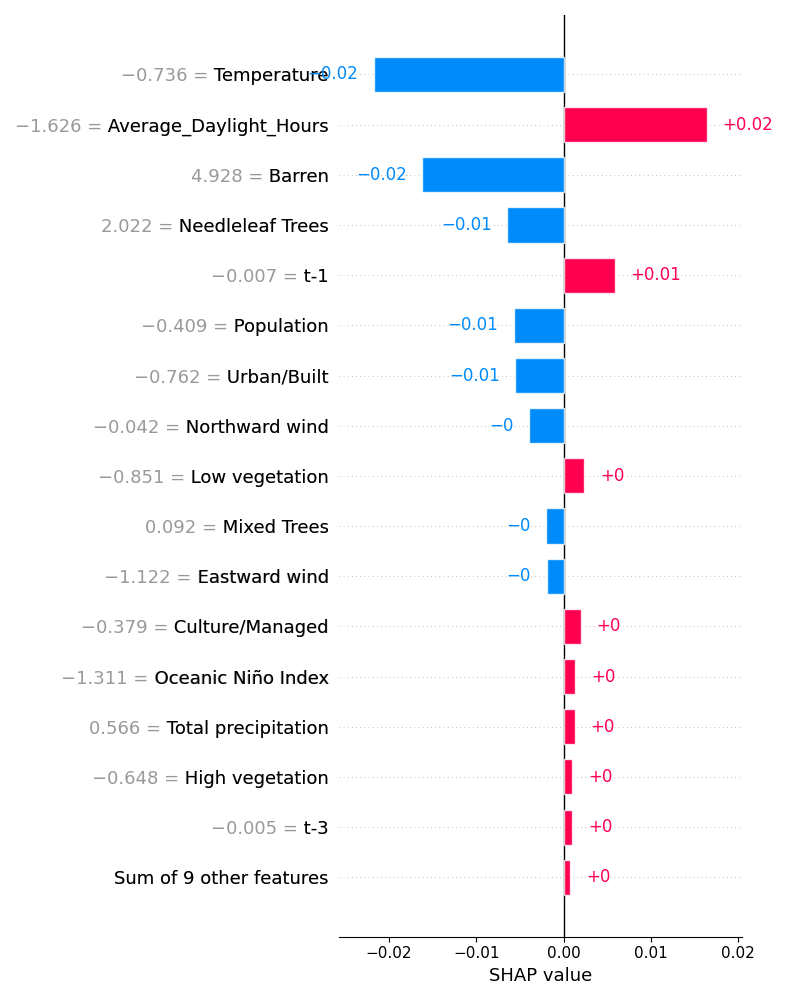 −0.736 = Temperature −0.02
−1.626 = Average_Daylight_Hours +0.02
4.928 = Barren −0.02
2.022 = Needleleaf Trees −0.01
−0.007 = t-1 +0.01
−0.409 = Population −0.01
−0.762 = Urban/Built −0.01
−0.042 = Northward wind −0
−0.851 = Low vegetation +0
0.092 = Mixed Trees −0
−1.122 = Eastward wind −0
−0.379 = Culture/Managed +0
−1.311 = Oceanic Niño Index +0
0.566 = Total precipitation +0
−0.648 = High vegetation +0
−0.005 = t-3 +0
Sum of 9 other features +0
−0.02 −0.01 0.00 0.01 0.02
SHAP value